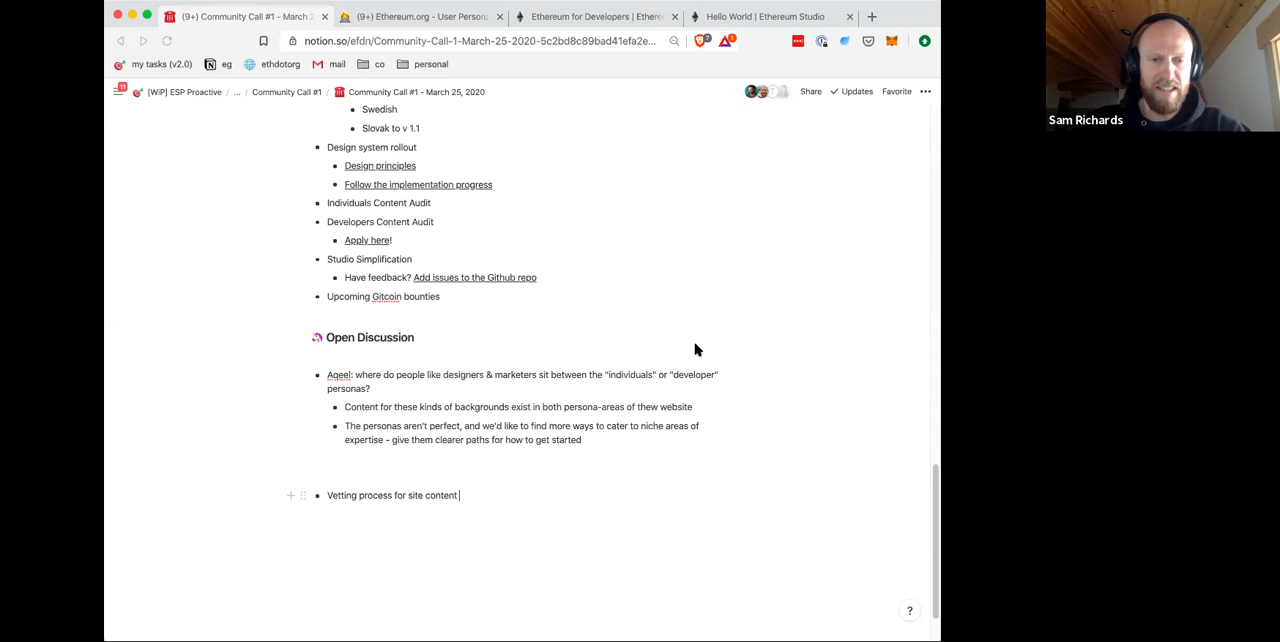 (9+) Community Call #1 - March 2
(9+) Ethereum.org - User Person
Ethereum for Developers | Ethere
Hello World | Ethereum Studio
notion.so/efdn/Community-Call-1-March-25-2020-5c2bd8c89bad41efa2e...
7
1
my tasks (v2.0)
eg
ethdotorg
mail
co
personal
11
[WiP] ESP Proactive / ... / Community Call #1 / Community Call #1 - March 25, 2020
Share
Updates
Favorite
Swedish
Slovak to v 1.1
Design system rollout
Design principles
Follow the implementation progress
Individuals Content Audit
Developers Content Audit
Apply here!
Studio Simplification
Have feedback? Add issues to the Github repo
Upcoming Gitcoin bounties
Open Discussion
Aqeel: where do people like designers & marketers sit between the "individuals" or "developer"
personas?
Content for these kinds of backgrounds exist in both persona-areas of thew website
The personas aren't perfect, and we'd like to find more ways to cater to niche areas of
expertise - give them clearer paths for how to get started
Vetting process for site content
?
Sam Richards